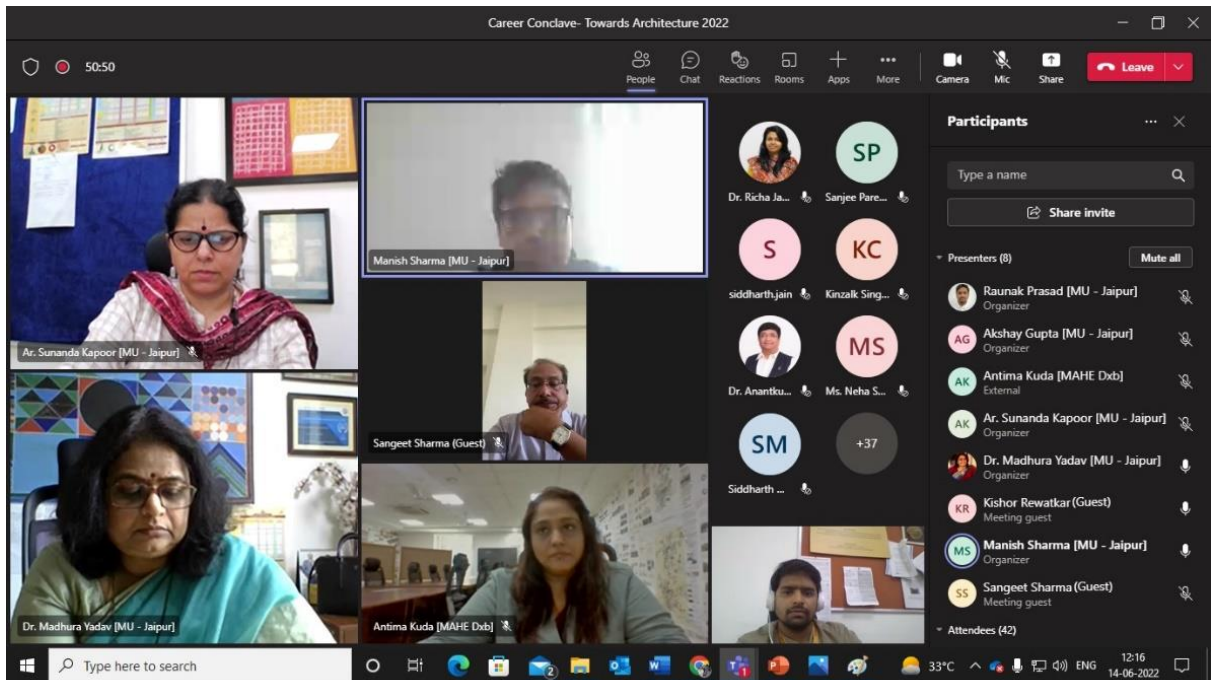 Career Conclave- Towards Architecture 2022
50:50
People
Chat
Reactions
Rooms
Apps
More
Camera
Mic
Share
Leave
Ar. Sunanda Kapoor [MU - Jaipur]
Manish Sharma [MU - Jaipur]
Sangeet Sharma (Guest)
Dr. Madhura Yadav [MU - Jaipur]
Antima Kuda [MAHE Dxb]
Dr. Richa Ja...
SP
Sanjee Pare...
S
siddharth.jain
KC
Kinzalk Sing...
Dr. Anantku...
MS
Ms. Neha S...
SM
Siddharth ...
+37
Participants
Type a name
Share invite
Presenters (8)
Mute all
Raunak Prasad [MU - Jaipur]
Organizer
AG
Akshay Gupta [MU - Jaipur]
Organizer
AK
Antima Kuda [MAHE Dxb]
External
AK
Ar. Sunanda Kapoor [MU - Jaipur]
Organizer
Dr. Madhura Yadav [MU - Jaipur]
Organizer
KR
Kishor Rewatkar (Guest)
Meeting guest
MS
Manish Sharma [MU - Jaipur]
Organizer
SS
Sangeet Sharma (Guest)
Meeting guest
Attendees (42)
Type here to search
2
1
33°C
ENG
12:16
14-06-2022